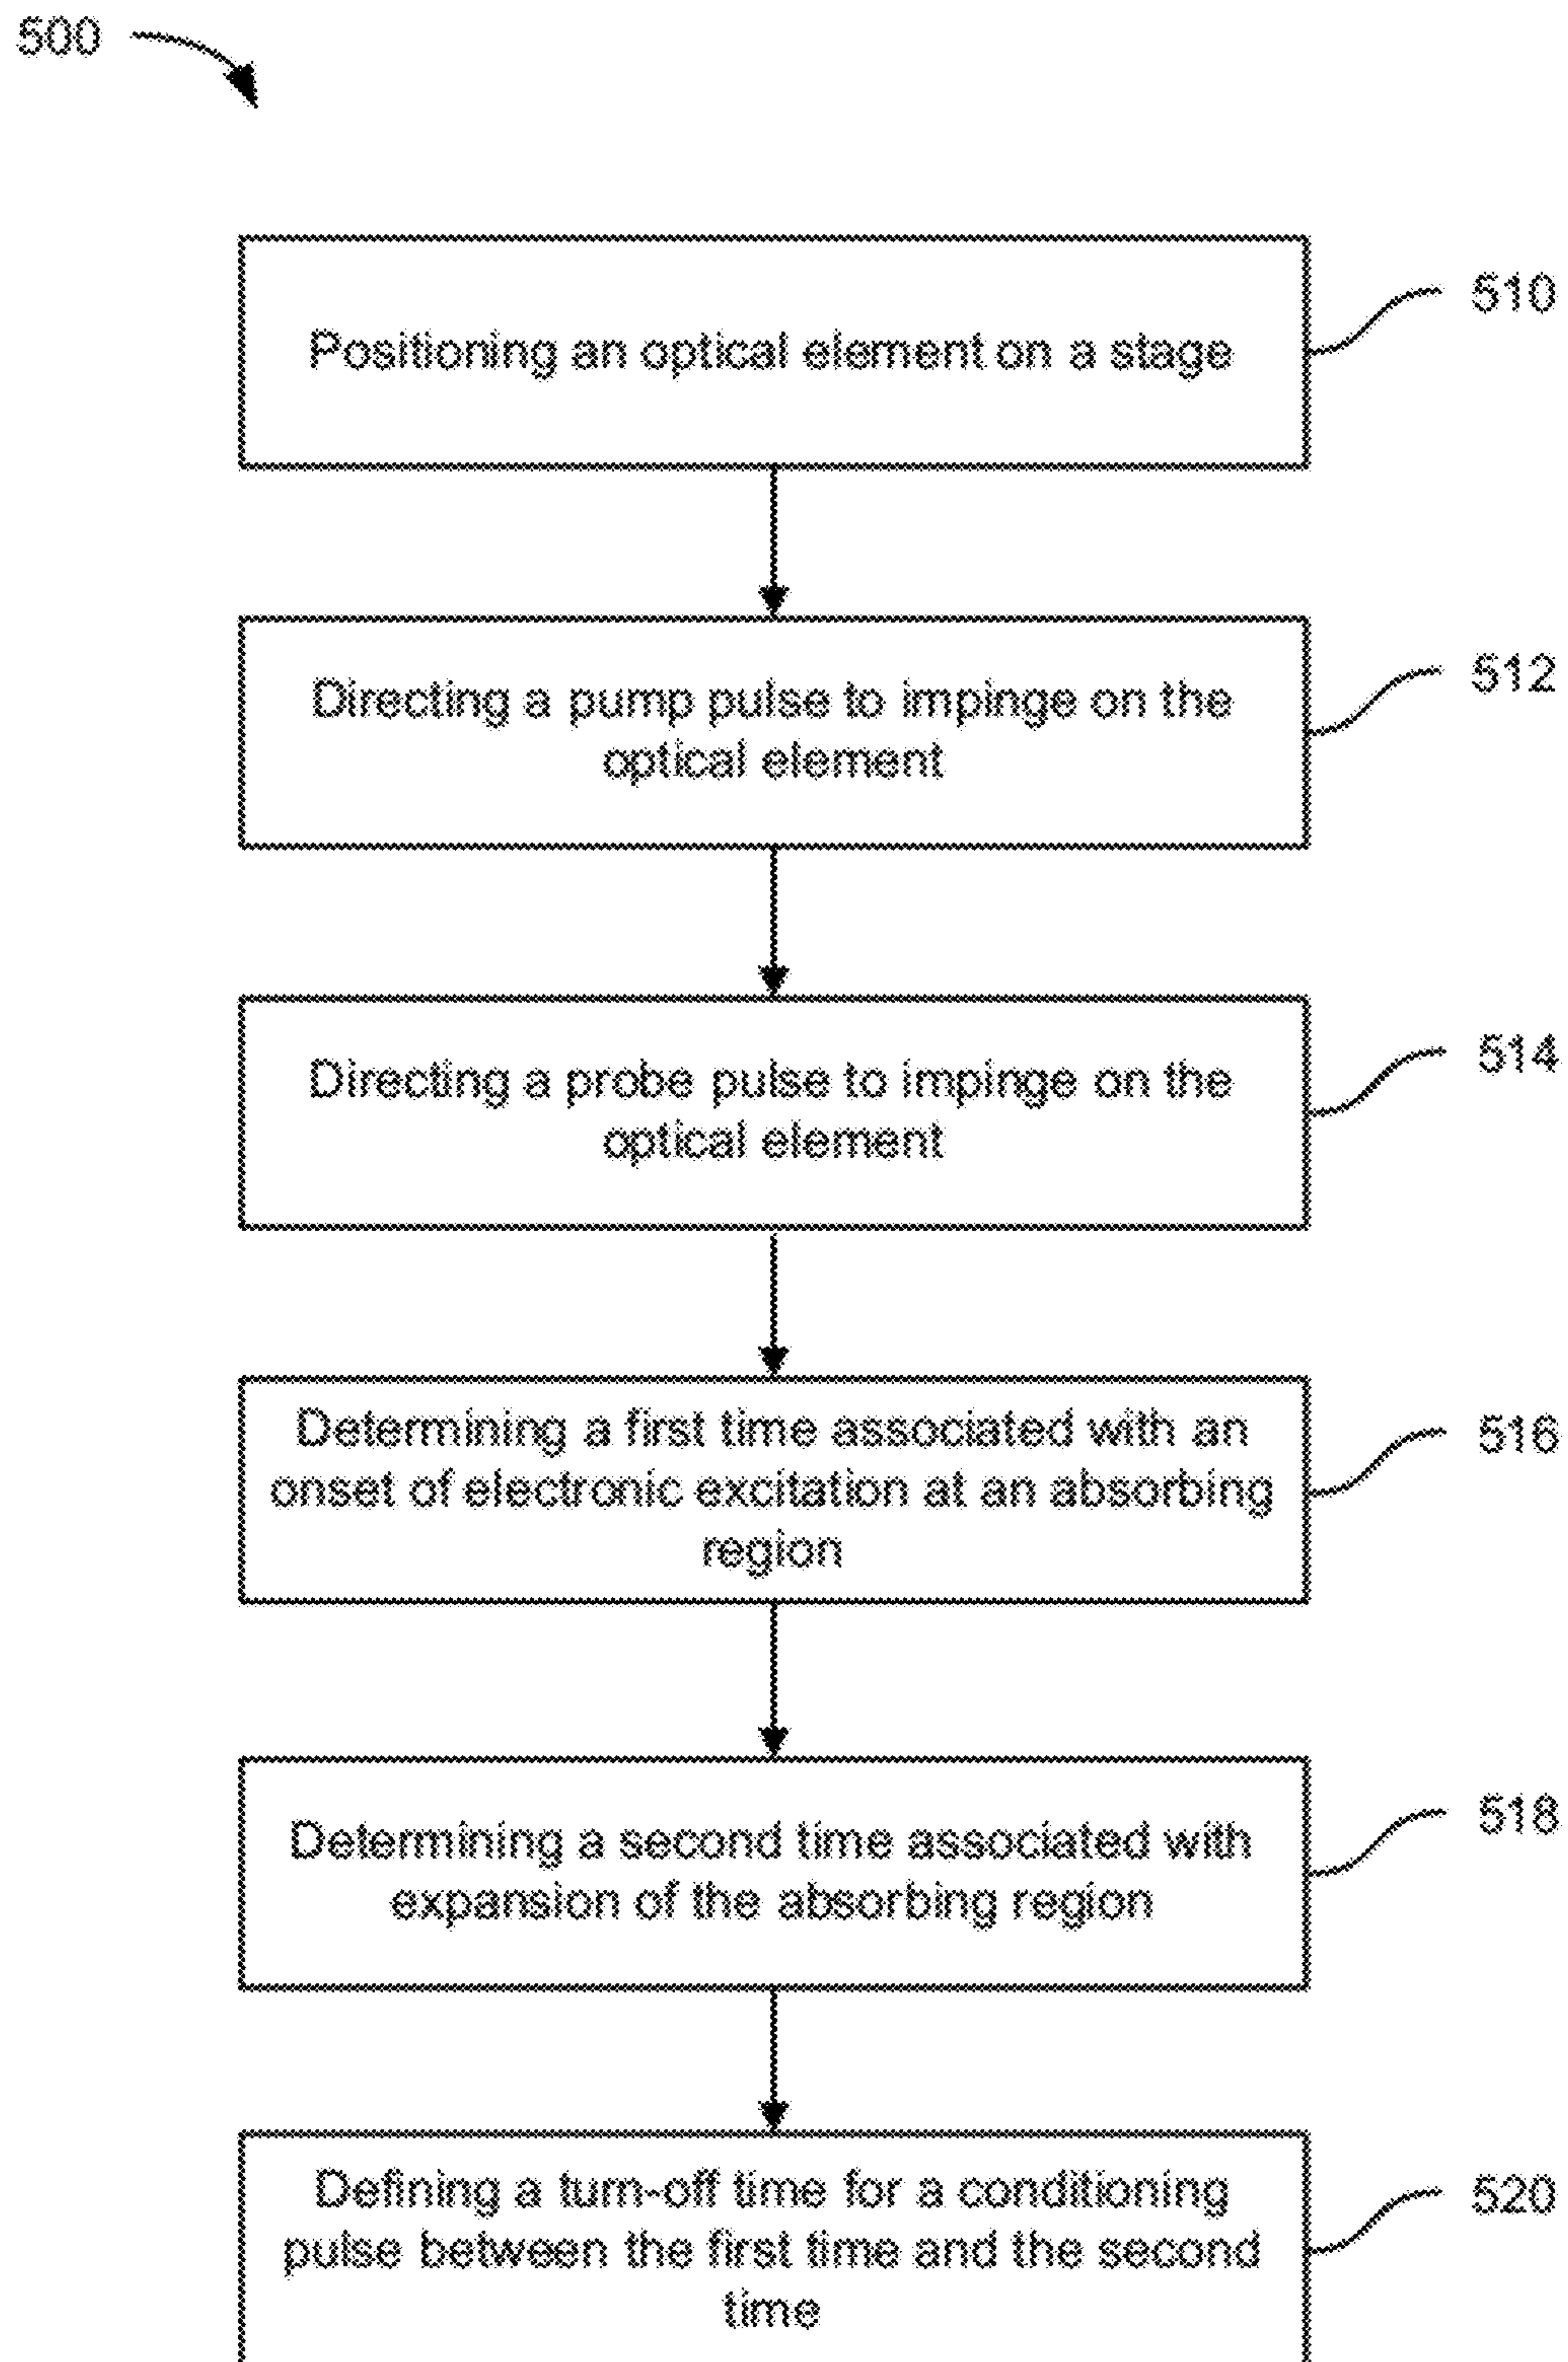 500
Positioning an optical element on a stage
510
Directing a pump pulse to impinge on the
optical element
512
Directing a probe pulse to impinge on the
optical element
514
Determining a first time associated with an
onset of electronic excitation at an absorbing
region
516
Determining a second time associated with
expansion of the absorbing region
518
Defining a turn-off time for a conditioning
pulse between the first time and the second
time
520